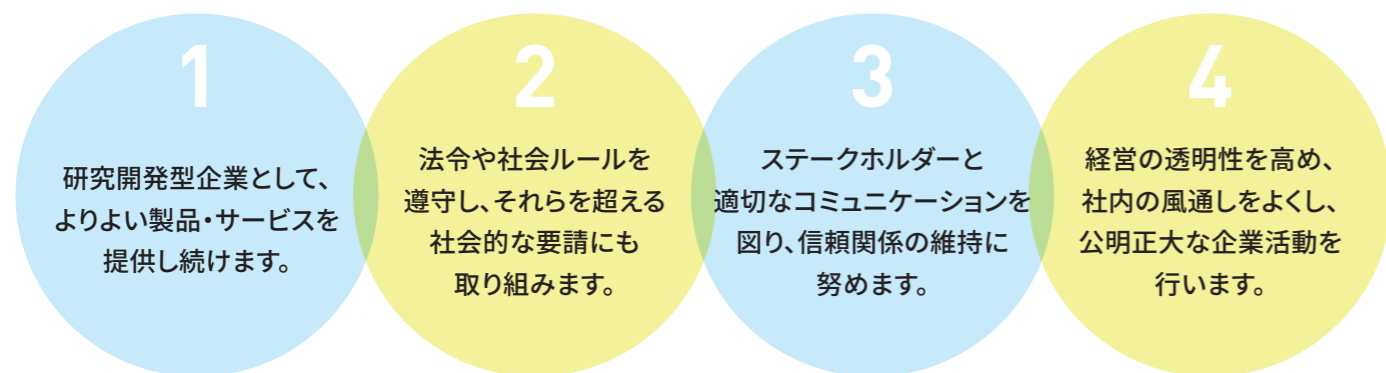 1
研究開発型企業として、
よりよい製品・サービスを
提供し続けます。
2
法令や社会ルールを
遵守し、それらを超える
社会的な要請にも
取り組みます。
3
ステークホルダーと
適切なコミュニケーションを
図り、信頼関係の維持に
努めます。
4
経営の透明性を高め、
社内の風通しをよくし、
公明正大な企業活動を
行います。